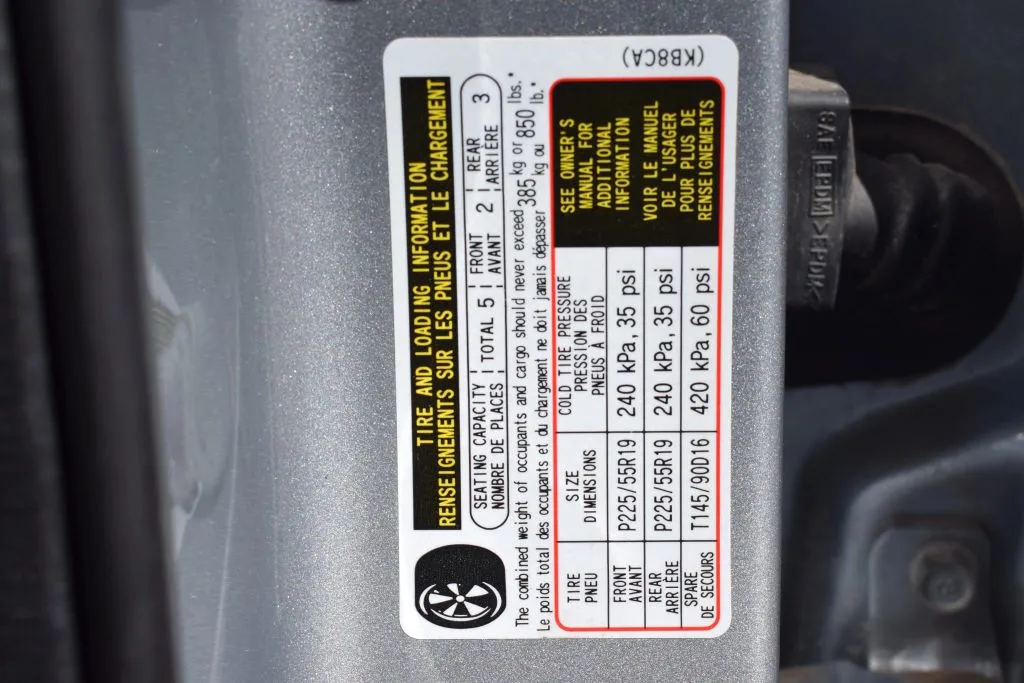 TIRE AND LOADING INFORMATION
RENSEIGNEMENTS SUR LES PNEUS ET LE CHARGEMENT
SEATING CAPACITY
NOMBRE DE PLACES
TOTAL 5
FRONT
AVANT
2
REAR
ARRIÈRE
3
The combined weight of occupants and cargo should never exceed 385 kg or 850 lbs.*
Le poids total des occupants et du chargement ne doit jamais dépasser kg ou lb.*
TIRE
PNEU
SIZE
DIMENSIONS
COLD TIRE PRESSURE
PRESSION DES
PNEUS À FROID
FRONT
AVANT
P225/55R19
240 kPa, 35 psi
REAR
ARRIÈRE
P225/55R19
240 kPa, 35 psi
SPARE
DE SECOURS
T145/90D16
420 kPa, 60 psi
SEE OWNER'S
MANUAL FOR
ADDITIONAL
INFORMATION
VOIR LE MANUEL
DE L'USAGER
POUR PLUS DE
RENSEIGNEMENTS
(KB8CA)
>EPDM<